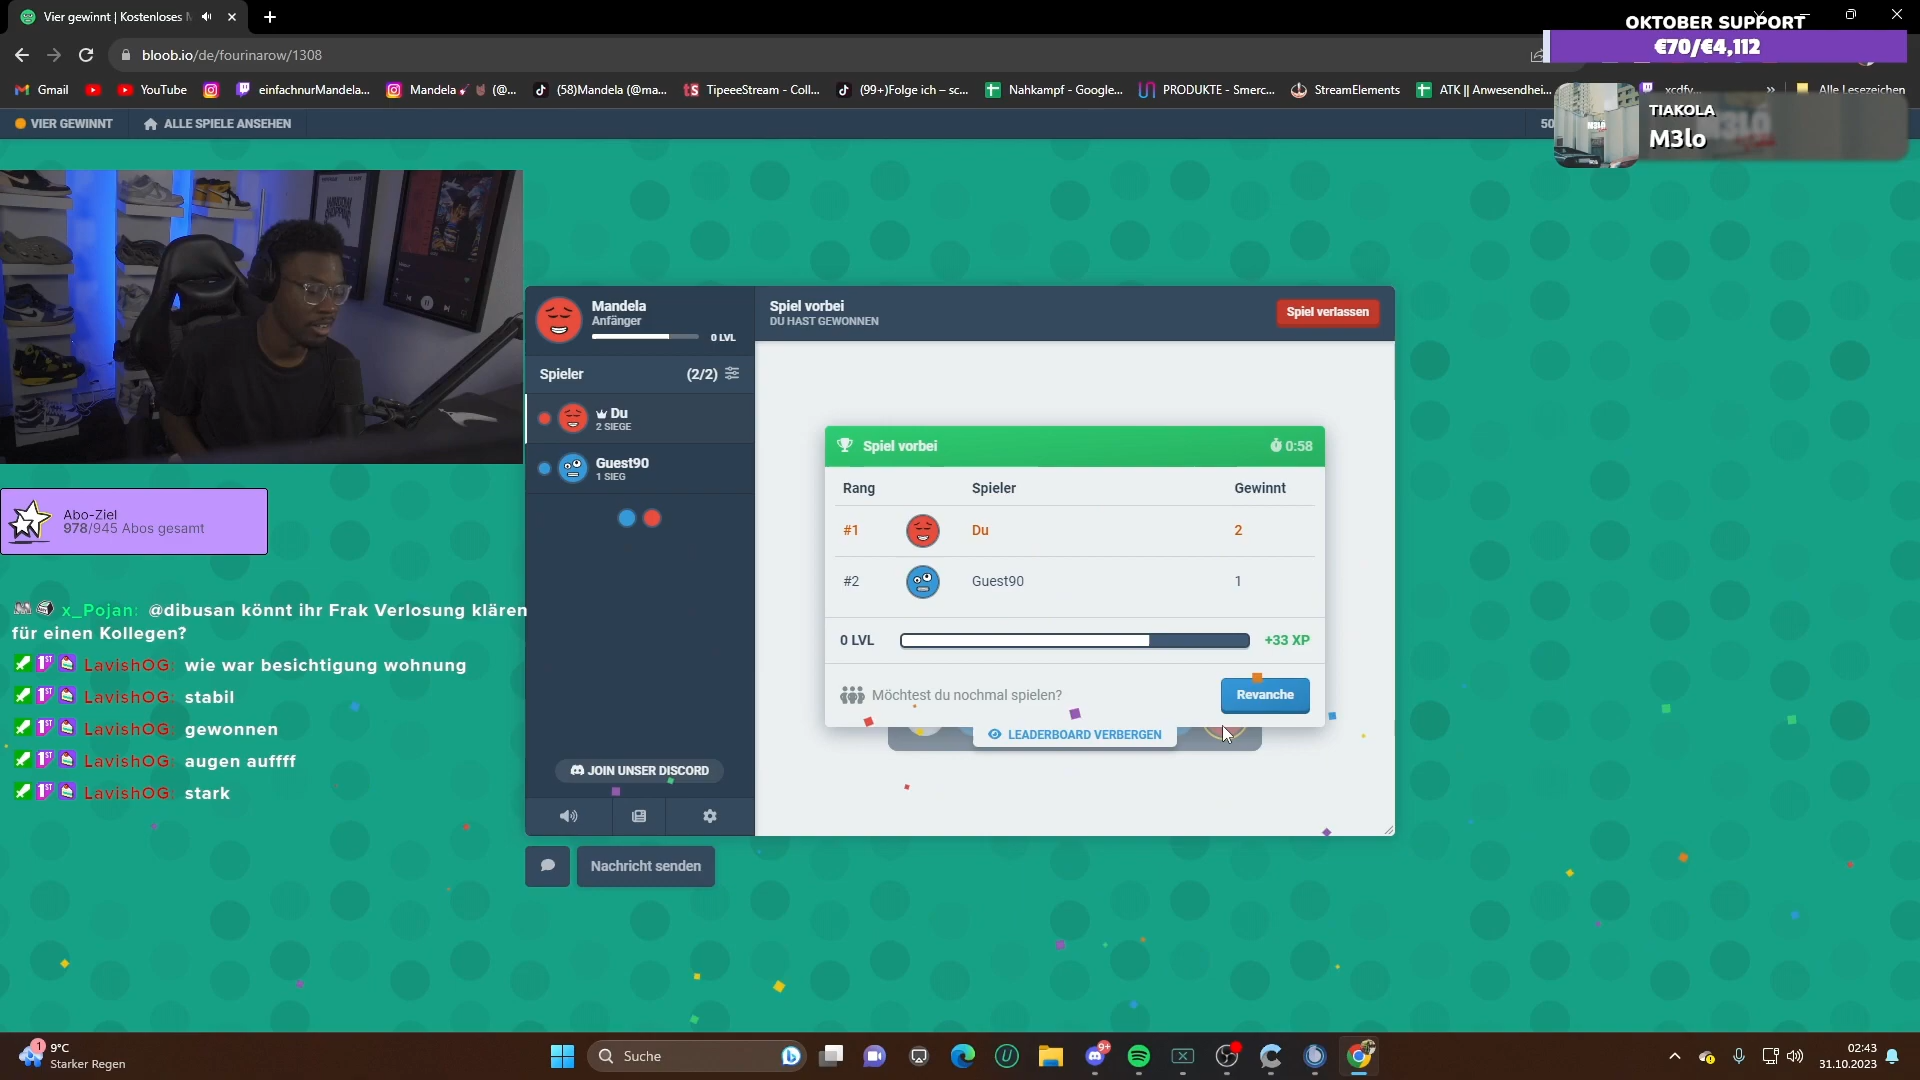 Vier gewinnt | Kostenloses M
OKTOBER SUPPORT
€70/€4,112
bloob.io/de/fourinarow/1308
Gmail
YouTube
einfachnurMandela...
Mandela
(@...
(58)Mandela (@ma...
TipeeeStream - Coll...
(99+)Folge ich – sc...
Nahkampf - Google...
PRODUKTE - Smerc...
StreamElements
ATK || Anwesendhei...
xcdfv...
Alle Lesezeichen
TIAKOLA
M3lo
VIER GEWINNT
ALLE SPIELE ANSEHEN
50
Mandela
Anfänger
0 LVL
Spiel vorbei
DU HAST GEWONNEN
Spiel verlassen
Spieler
(2/2)
Du
2 SIEGE
Guest90
1 SIEG
Spiel vorbei
0:58
Rang
Spieler
Gewinnt
#1
Du
2
#2
Guest90
1
0 LVL
+33 XP
Möchtest du nochmal spielen?
Revanche
LEADERBOARD VERBERGEN
JOIN UNSER DISCORD
Nachricht senden
Abo-Ziel
978/945 Abos gesamt
x_Pojan: @dibusan könnt ihr Frak Verlosung klären
für einen Kollegen?
LavishOG: wie war besichtigung wohnung
LavishOG: stabil
LavishOG: gewonnen
LavishOG: augen auffff
LavishOG: stark
1
9°C
Starker Regen
Suche
9+
02:43
31.10.2023